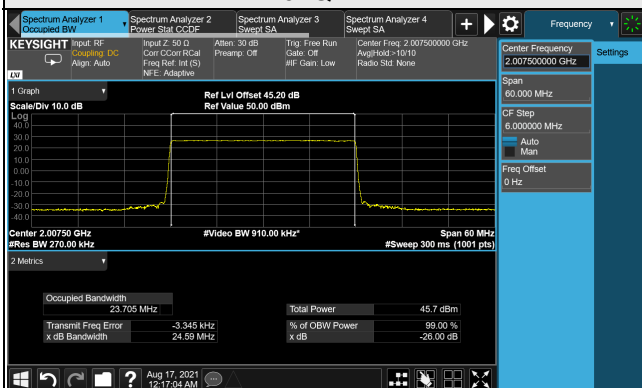 Spectrum Analyzer 1
Occupied BW
Spectrum Analyzer 2
Power Stat CCDF
Spectrum Analyzer 3
Swept SA
Spectrum Analyzer 4
Swept SA
Frequency
KEYSIGHT
Input: RF
Coupling: DC
Align: Auto
Input Z: 50 Ω
Corr CCorr RCal
Freq Ref: Int (S)
NFE: Adaptive
Atten: 30 dB
Preamp: Off
Trig: Free Run
Gate: Off
#IF Gain: Low
Center Freq: 2.007500000 GHz
Avg|Hold:>10/10
Radio Std: None
LXI
Center Frequency
2.007500000 GHz
Settings
Span
60.000 MHz
CF Step
6.000000 MHz
Auto
Man
Freq Offset
0 Hz
1 Graph
Scale/Div 10.0 dB
Ref Lvl Offset 45.20 dB
Ref Value 50.00 dBm
Log
40.0
30.0
20.0
10.0
0.00
-10.0
-20.0
-30.0
-40.0
Center 2.00750 GHz
#Res BW 270.00 kHz
#Video BW 910.00 kHz*
Span 60 MHz
#Sweep 300 ms (1001 pts)
2 Metrics
Occupied Bandwidth
23.705 MHz
Total Power 45.7 dBm
Transmit Freq Error -3.345 kHz
% of OBW Power 99.00 %
x dB Bandwidth 24.59 MHz
x dB -26.00 dB
?
Aug 17, 2021
12:17:04 AM